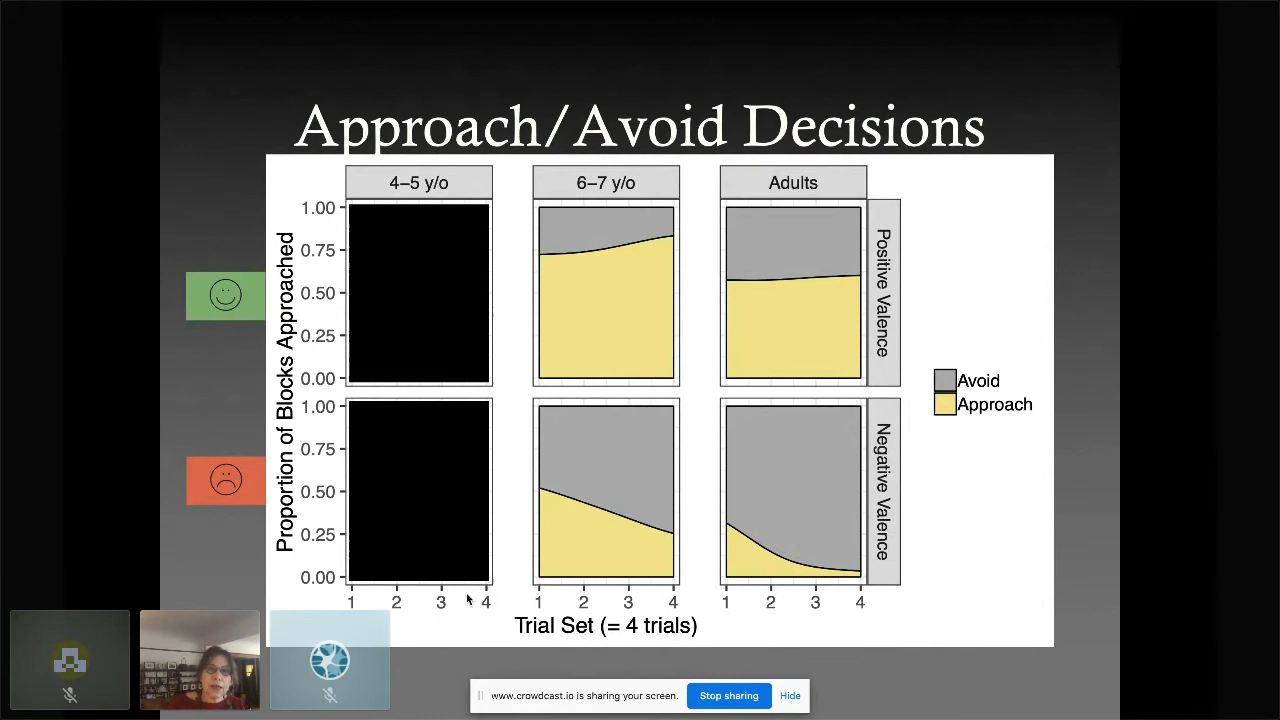 Approach/Avoid Decisions
4–5 y/o
6–7 y/o
Adults
Proportion of Blocks Approached
1.00
0.75
0.50
0.25
0.00
Positive Valence
1.00
0.75
0.50
0.25
0.00
Negative Valence
Avoid
Approach
1 2 3 4
1 2 3 4
1 2 3 4
Trial Set (= 4 trials)
www.crowdcast.io is sharing your screen.
Stop sharing
Hide